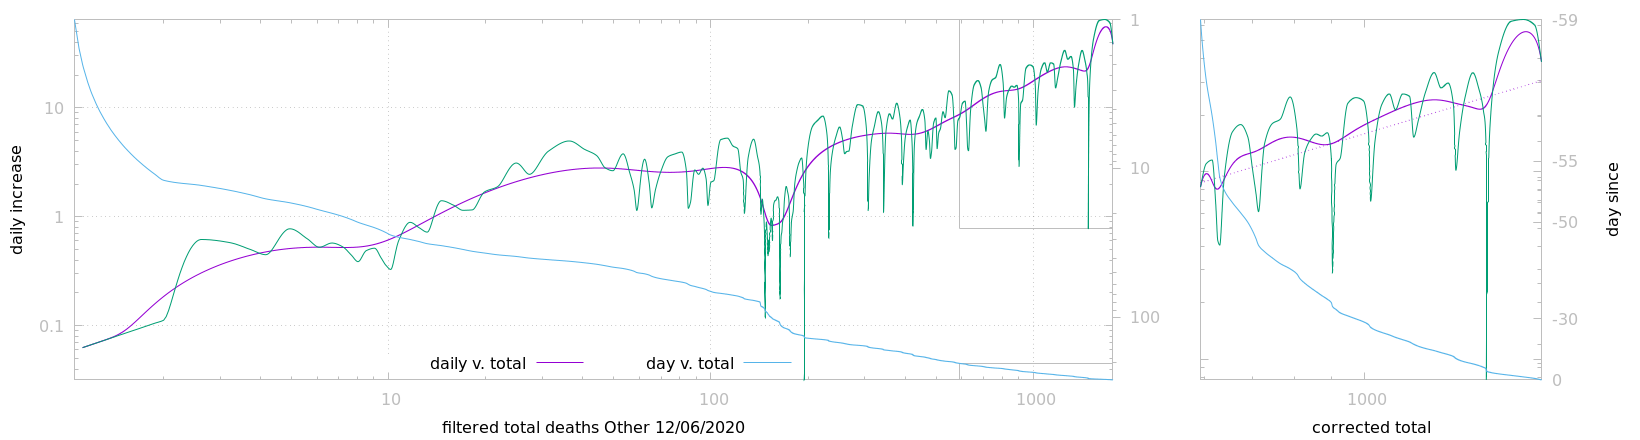 daily increase
10
1
0.1
1
10
100
daily v. total
day v. total
10
100
1000
filtered total deaths Other 12/06/2020
-59
-55
-50
-30
0
day since
1000
corrected total